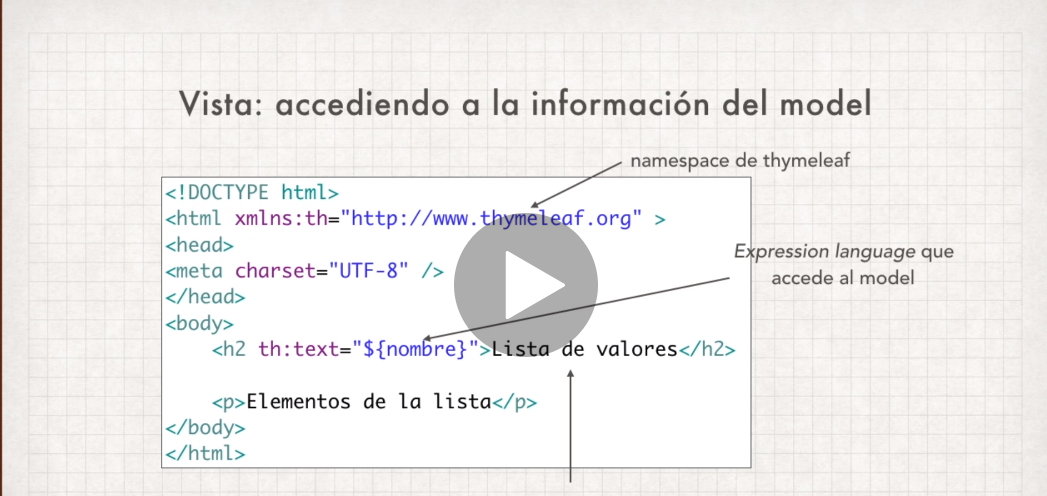 Vista: accediendo a la información del model
namespace de thymeleaf
<!DOCTYPE html>
<html xmlns:th="http://www.thymeleaf.org" >
<head>
<meta charset="UTF-8" />
</head>
<body>
<h2 th:text="${nombre}">Lista de valores</h2>
<p>Elementos de la lista</p>
</body>
</html>
Expression language que
accede al model